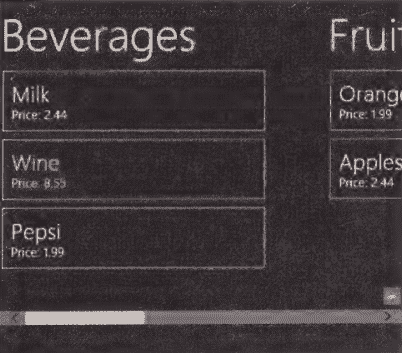 Beverages
Milk
Price: 2.44
Wine
Price: 8.55
Pepsi
Price: 1.99
Fruit
Orange
Price: 1.99
Apples
Price: 2.44